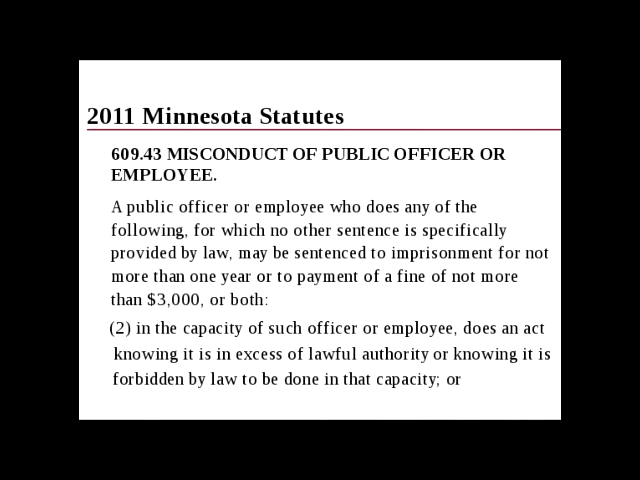 2011 Minnesota Statutes
609.43 MISCONDUCT OF PUBLIC OFFICER OR
EMPLOYEE.
A public officer or employee who does any of the
following, for which no other sentence is specifically
provided by law, may be sentenced to imprisonment for not
more than one year or to payment of a fine of not more
than $3,000, or both:
(2) in the capacity of such officer or employee, does an act
knowing it is in excess of lawful authority or knowing it is
forbidden by law to be done in that capacity; or